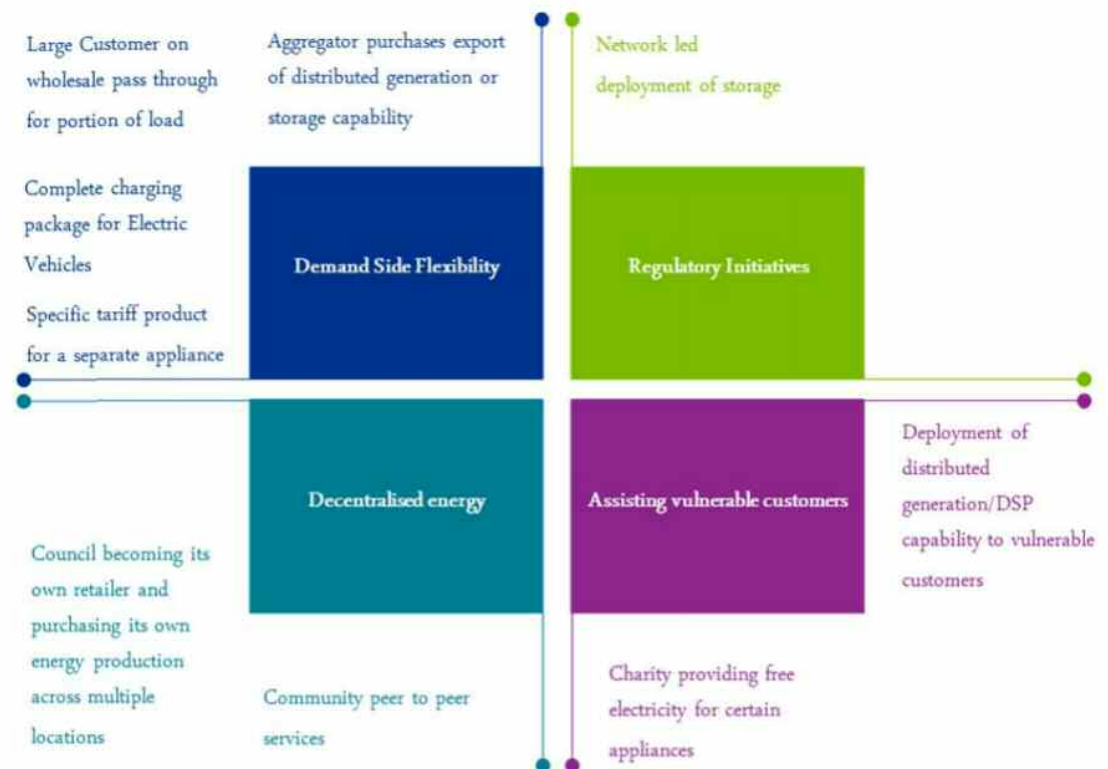 Large Customer on
wholesale pass through
for portion of load
Aggregator purchases export
of distributed generation or
storage capability
Network led
deployment of storage
Complete charging
package for Electric
Vehicles
Specific tariff product
for a separate appliance
Demand Side Flexibility
Regulatory Initiatives
Decentralised energy
Assisting vulnerable customers
Deployment of
distributed
generation/DSP
capability to vulnerable
customers
Council becoming its
own retailer and
purchasing its own
energy production
across multiple
locations
Community peer to peer
services
Charity providing free
electricity for certain
appliances